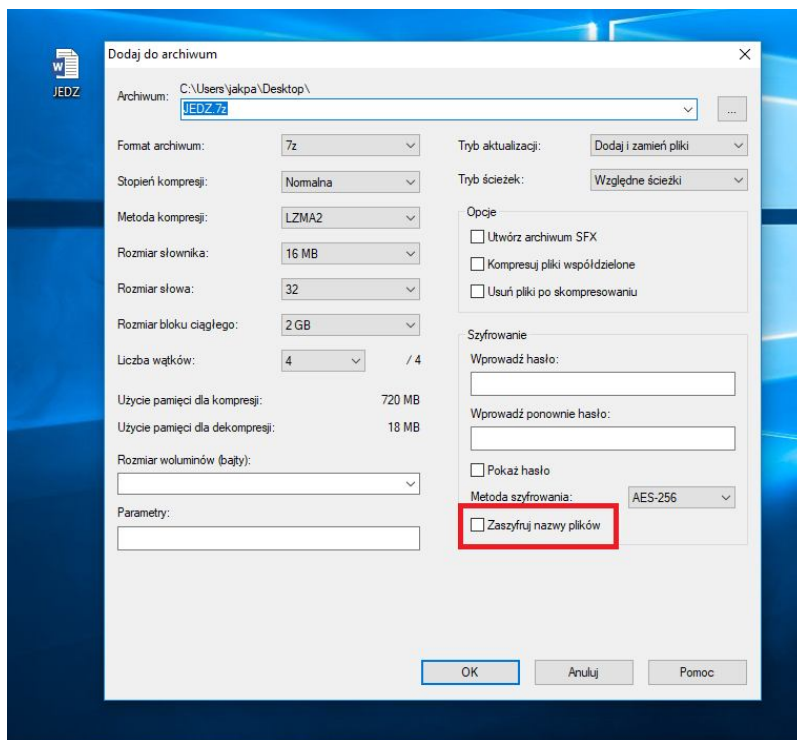 JEDZ
Dodaj do archiwum
Archiwum: C:\Users\jakpa\Desktop\
JEDZ.7z
...
Format archiwum: 7z
Stopień kompresji: Normalna
Metoda kompresji: LZMA2
Rozmiar słownika: 16 MB
Rozmiar słowa: 32
Rozmiar bloku ciągłego: 2 GB
Liczba wątków: 4 / 4
Użycie pamięci dla kompresji: 720 MB
Użycie pamięci dla dekompresji: 18 MB
Rozmiar woluminów (bajty):
Parametry:
Tryb aktualizacji: Dodaj i zamień pliki
Tryb ścieżek: Względne ścieżki
Opcje
Utwórz archiwum SFX
Kompresuj pliki współdzielone
Usuń pliki po skompresowaniu
Szyfrowanie
Wprowadź hasło:
Wprowadź ponownie hasło:
Pokaż hasło
Metoda szyfrowania: AES-256
Zaszyfruj nazwy plików
OK Anuluj Pomoc